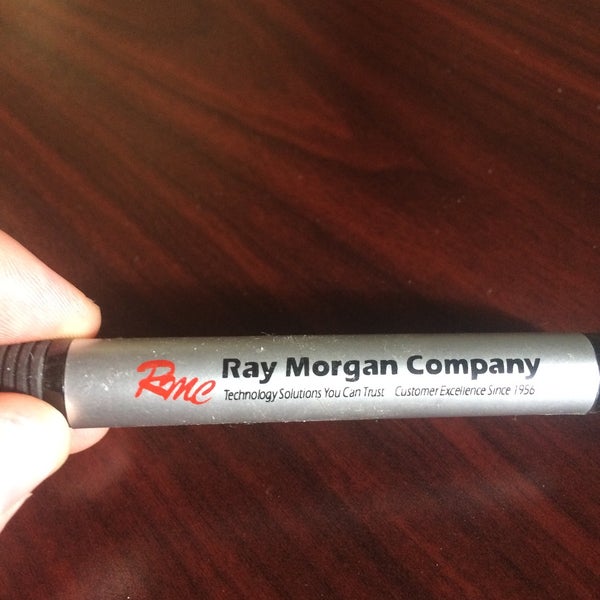 RMC Ray Morgan Company
Technology Solutions You Can Trust Customer Excellence Since 1956